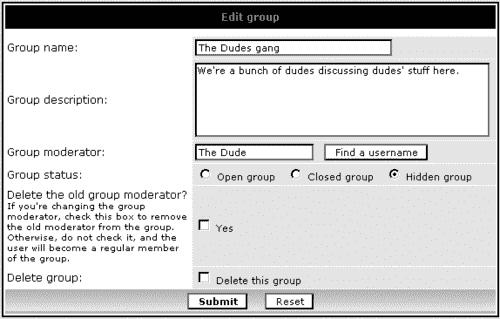 Edit group
Group name: The Dudes gang
Group description: We're a bunch of dudes discussing dudes' stuff here.
Group moderator: The Dude Find a username
Group status: Open group Closed group Hidden group
Delete the old group moderator?
If you're changing the group
moderator, check this box to remove
the old moderator from the group.
Otherwise, do not check it, and the
user will become a regular member
of the group.
Yes
Delete group: Delete this group
Submit Reset